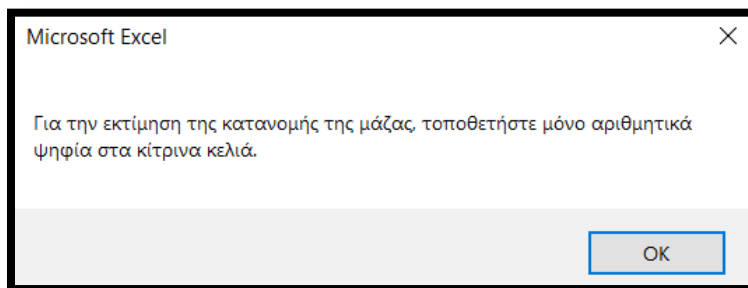 Microsoft Excel
Για την εκτίμηση της κατανομής της μάζας, τοποθετήστε μόνο αριθμητικά
ψηφία στα κίτρινα κελιά.
OK